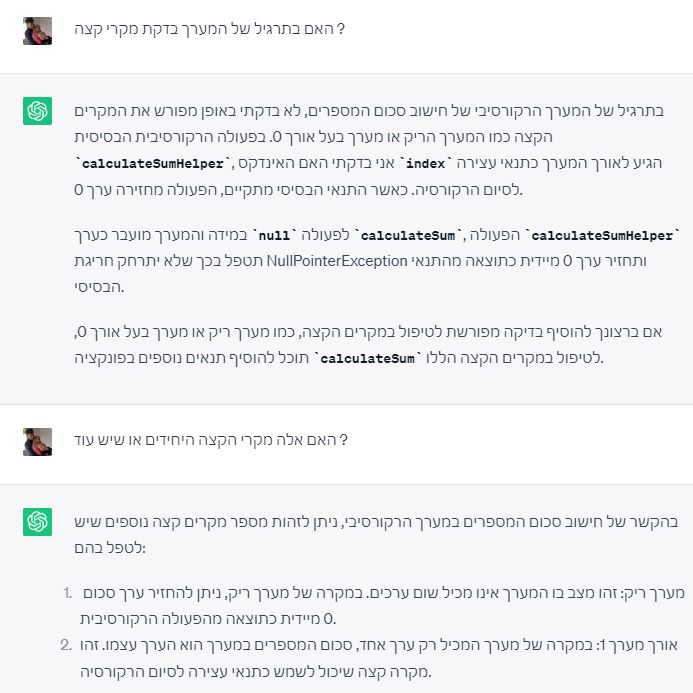 האם בתרגיל של המערך בדקת מקרי קצה ?
בתרגיל של המערך הרקורסיבי של חישוב סכום המספרים, לא בדקתי באופן מפורש את המקרים
הקצה כמו המערך הריק או מערך בעל אורך 0. בפעולה הרקורסיבית הבסיסית
`calculateSumHelper`, אני בדקתי האם האינדקס `index` הגיע לאורך המערך כתנאי עצירה
לסיום הרקורסיה. כאשר התנאי הבסיסי מתקיים, הפעולה מחזירה ערך 0.
במידה והמערך מועבר כערך `null` לפעולה `calculateSum`, הפעולה `calculateSumHelper`
תטפל בכך שלא יתרחק חריגת NullPointerException ותחזיר ערך 0 מיידית כתוצאה מהתנאי
הבסיסי.
אם ברצונך להוסיף בדיקה מפורשת לטיפול במקרים הקצה, כמו מערך ריק או מערך בעל אורך 0,
תוכל להוסיף תנאים נוספים בפונקציה `calculateSum` לטיפול במקרים הקצה הללו.
האם אלה מקרי הקצה היחידים או שיש עוד ?
בהקשר של חישוב סכום המספרים במערך הרקורסיבי, ניתן לזהות מספר מקרים קצה נוספים שיש
לטפל בהם:
1. מערך ריק: זהו מצב בו המערך אינו מכיל שום ערכים. במקרה של מערך ריק, ניתן להחזיר ערך סכום
0 מיידית כתוצאה מהפעולה הרקורסיבית.
2. אורך מערך 1: במקרה של מערך המכיל רק ערך אחד, סכום המספרים במערך הוא הערך עצמו. זהו
מקרה קצה שיכול לשמש כתנאי עצירה לסיום הרקורסיה.